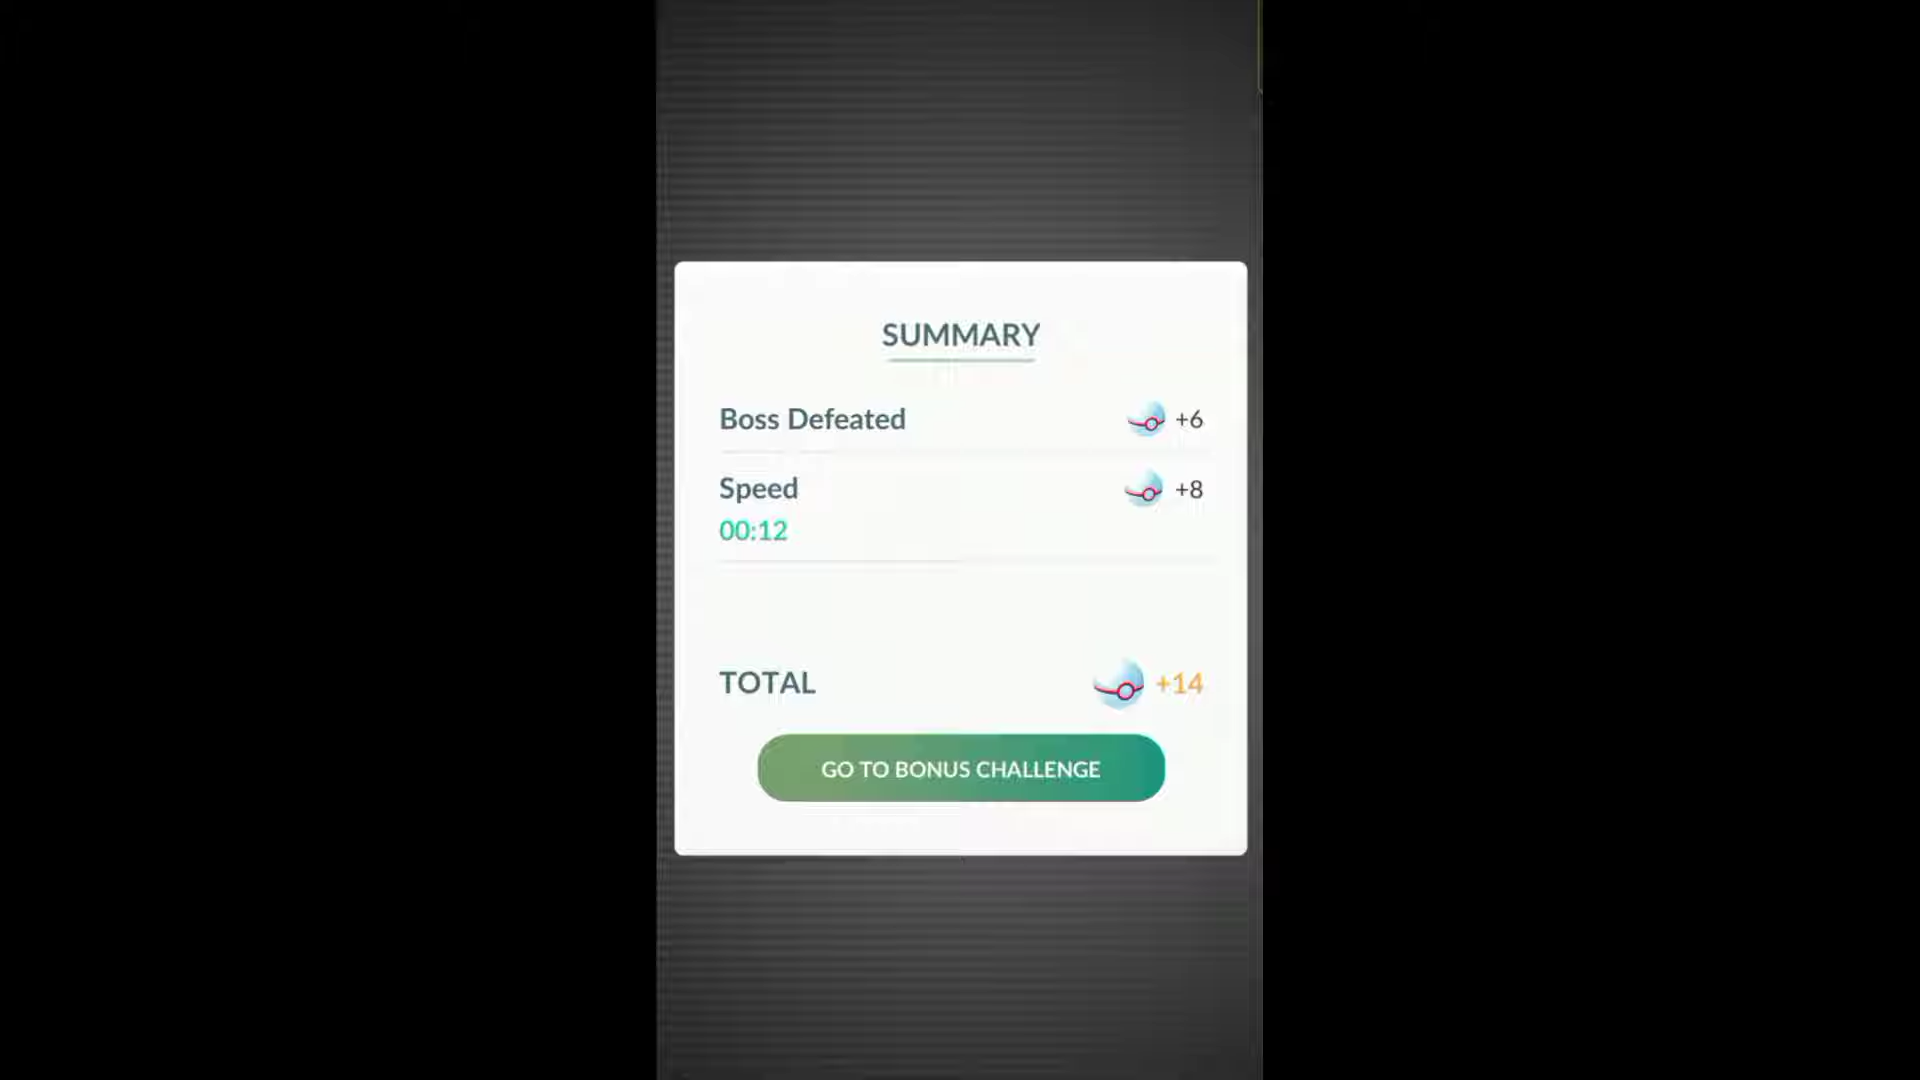 SUMMARY
Boss Defeated +6
Speed +8
00:12
TOTAL +14
GO TO BONUS CHALLENGE